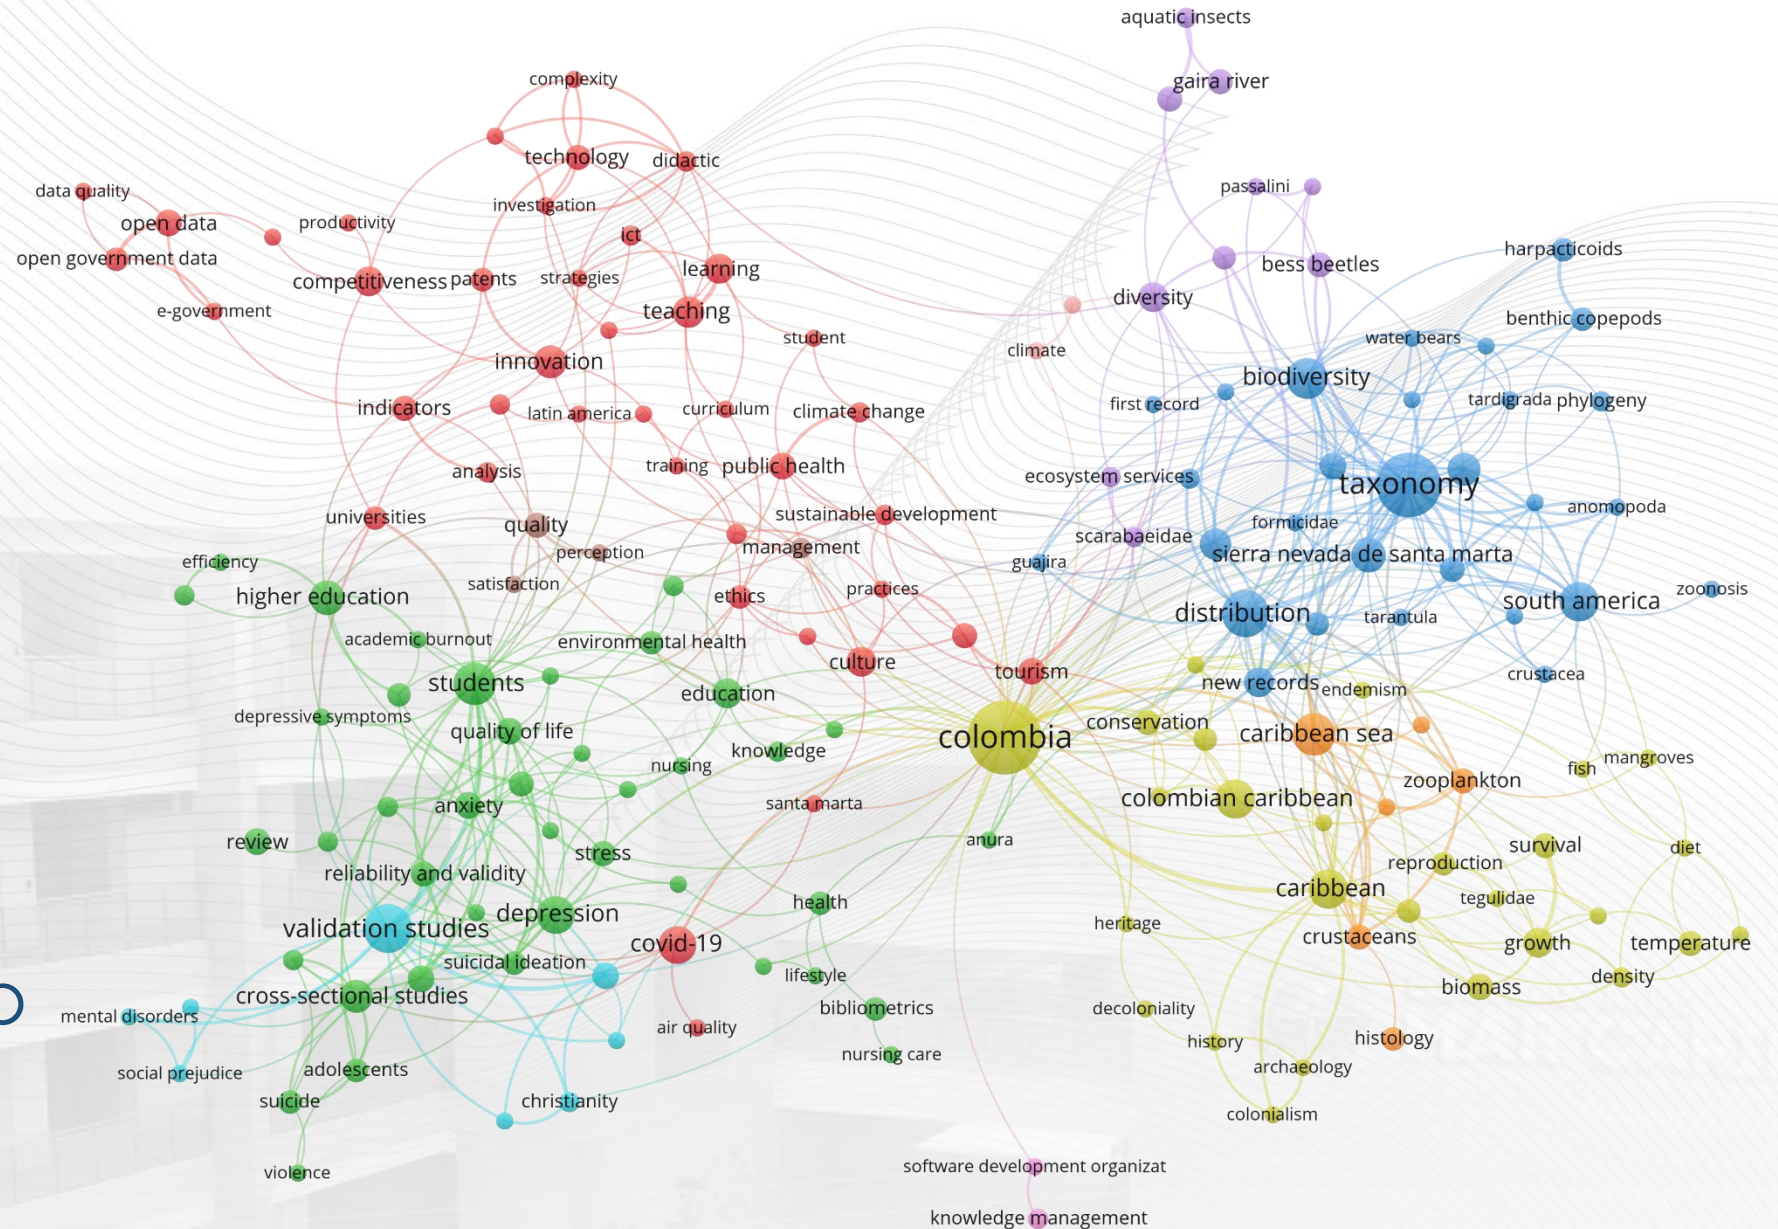 aquatic insects
gaira river
complexity
technology
didactic
data quality
investigation
passalini
open data
productivity
ict
open government data
learning
bess beetles
harpacticoids
competitiveness
patents
strategies
diversity
e-government
teaching
benthic copepods
student
water bears
climate
innovation
biodiversity
indicators
latin america
curriculum
climate change
first record
tardigrada
phylogeny
analysis
training
public health
ecosystem services
taxonomy
universities
quality
sustainable development
formicidae
anomopoda
perception
management
scarabaeidae
sierra nevada de santa marta
efficiency
satisfaction
guajira
higher education
ethics
practices
distribution
south america
zoonosis
tarantula
academic burnout
environmental health
culture
tourism
crustacea
students
education
new records
endemism
depressive symptoms
conservation
quality of life
colombia
caribbean sea
knowledge
nursing
fish
mangroves
zooplankton
anxiety
santa marta
colombian caribbean
review
anura
stress
survival
diet
reliability and validity
reproduction
caribbean
tegulidae
depression
health
heritage
validation studies
covid-19
crustaceans
growth
temperature
suicidal ideation
lifestyle
density
cross-sectional studies
biomass
mental disorders
bibliometrics
decoloniality
air quality
history
histology
nursing care
social prejudice
adolescents
archaeology
suicide
christianity
colonialism
violence
software development organizat
knowledge management